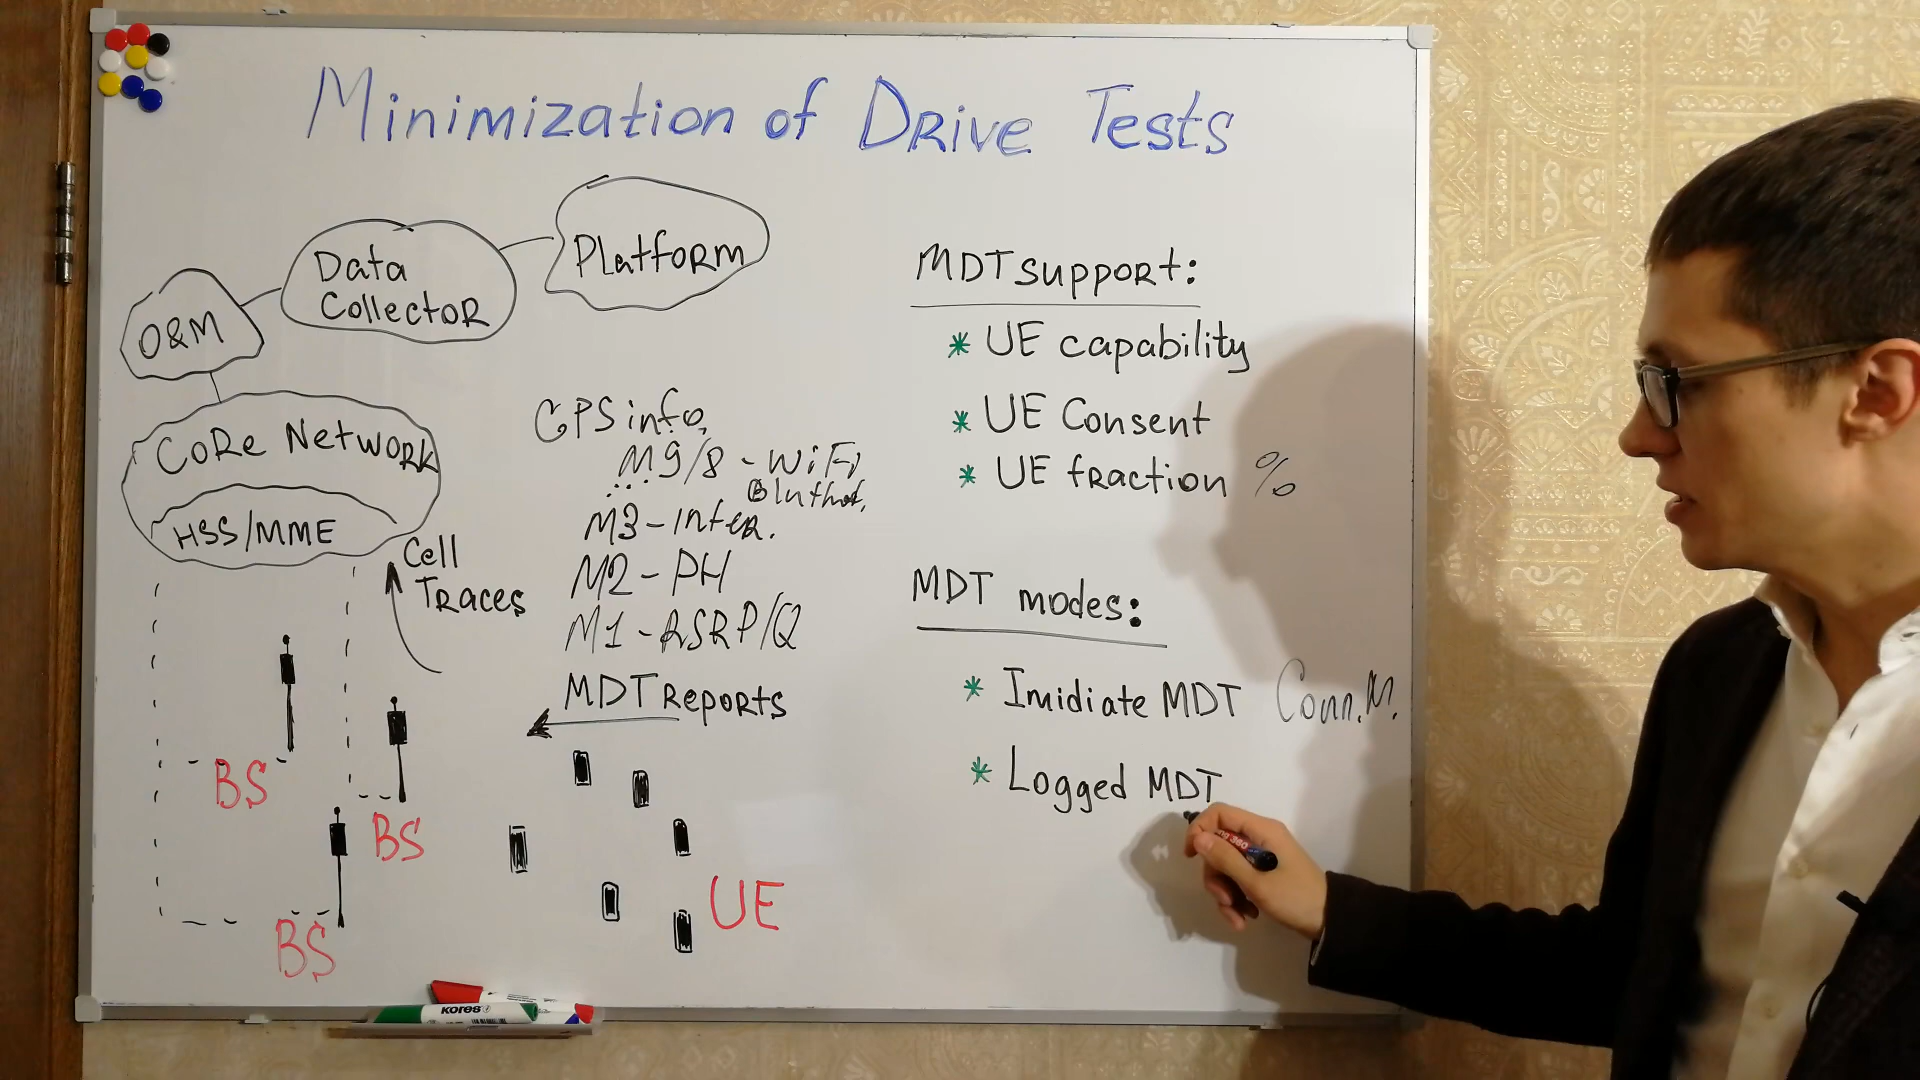 Minimization of Drive Tests
Platform
Data
Collector
O&M
Core Network
HSS/MME
Cell
Traces
GPS info,
M9/8 - WiFi
Bluthot,
...
M3 - Inter.
M2 - PH
M1 - RSRP/Q
MDT Reports
BS
BS
BS
UE
MDT support:
* UE capability
* UE Consent
* UE fraction %
MDT modes:
* Imidiate MDT Conn. M.
* Logged MDT
kores